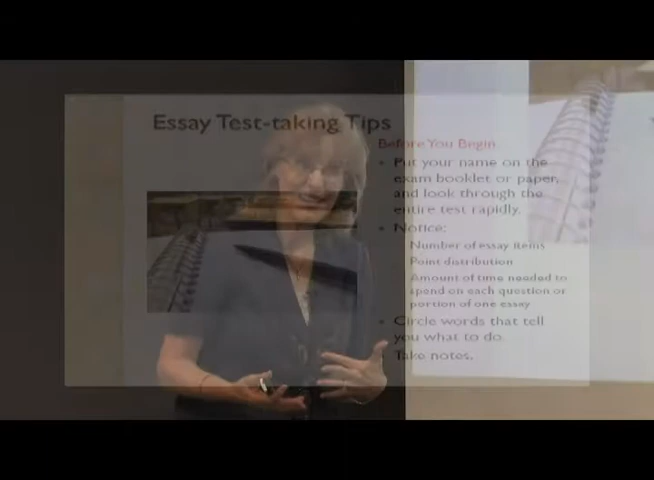 Essay Test-taking Tips
Before You Begin
• Put your name on the
exam booklet or paper,
and look through the
entire test rapidly.
• Notice:
Number of essay items
Point distribution
Amount of time needed to
spend on each question or
portion of one essay
• Circle words that tell
you what to do.
• Take notes.